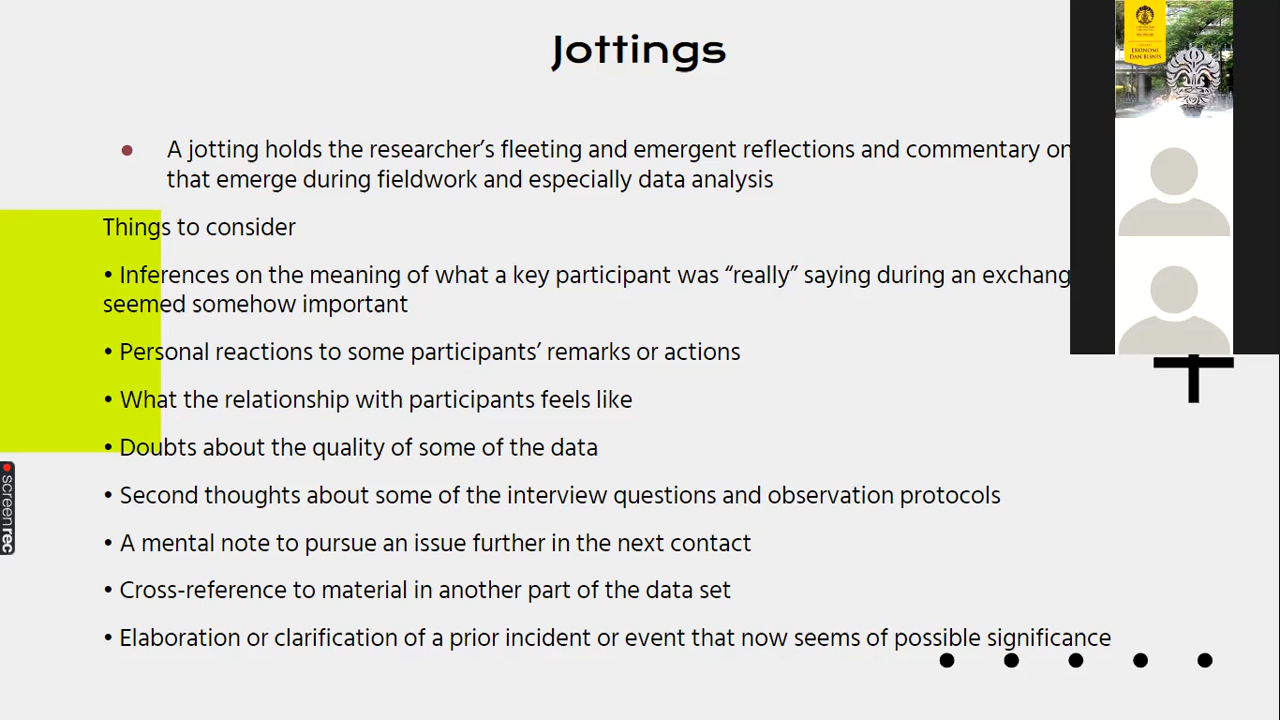 Jottings
● A jotting holds the researcher’s fleeting and emergent reflections and commentary on
that emerge during fieldwork and especially data analysis
Things to consider
• Inferences on the meaning of what a key participant was “really” saying during an
seemed somehow important
• Personal reactions to some participants’ remarks or actions
• What the relationship with participants feels like
• Doubts about the quality of some of the data
• Second thoughts about some of the interview questions and observation protocols
• A mental note to pursue an issue further in the next contact
• Cross-reference to material in another part of the data set
• Elaboration or clarification of a prior incident or event that now seems of possible significance
EKONOMI
DAN BISNIS
screenrec